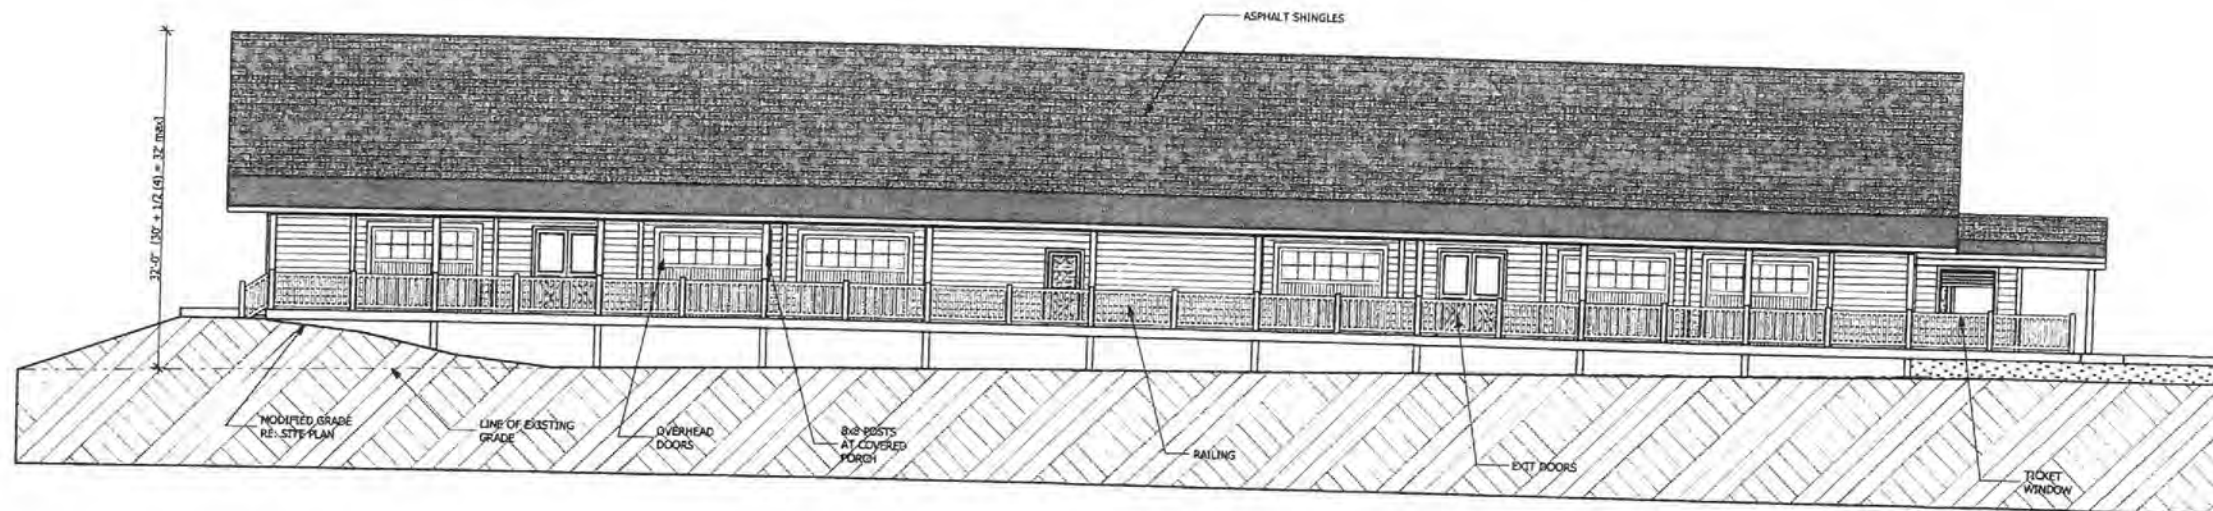 ASPHALT SHINGLES
32'-0" [30' + 1/2 (4) = 32' max]
MODIFIED GRADE
RE: SITE PLAN
LINE OF EXISTING
GRADE
OVERHEAD
DOORS
8x8 POSTS
AT COVERED
PORCH
RAILING
EXIT DOORS
TICKET
WINDOW